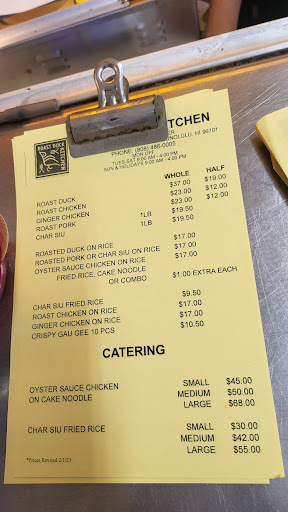 ROAST DUCK
KITCHEN
KITCHEN
HONOLULU, HI 96701
PHONE: (808) 486-0005
MON OFF
TUES-SAT 9:00 AM - 4:00 PM
SUN & HOLIDAYS 8:00 AM - 4:00 PM
WHOLE HALF
ROAST DUCK $37.00 $19.00
ROAST CHICKEN $23.00 $12.00
GINGER CHICKEN $23.00 $12.00
ROAST PORK 1LB $19.50
CHAR SIU 1LB $19.50
ROASTED DUCK ON RICE $17.00
ROASTED PORK OR CHAR SIU ON RICE $17.00
OYSTER SAUCE CHICKEN ON RICE $17.00
FRIED RICE, CAKE NOODLE
OR COMBO $1.00 EXTRA EACH
CHAR SIU FRIED RICE $9.50
ROAST CHICKEN ON RICE $17.00
GINGER CHICKEN ON RICE $17.00
CRISPY GAU GEE 10 PCS $10.50
CATERING
OYSTER SAUCE CHICKEN SMALL $45.00
ON CAKE NOODLE MEDIUM $50.00
LARGE $68.00
CHAR SIU FRIED RICE SMALL $30.00
MEDIUM $42.00
LARGE $55.00
*Prices Revised 2/1/23